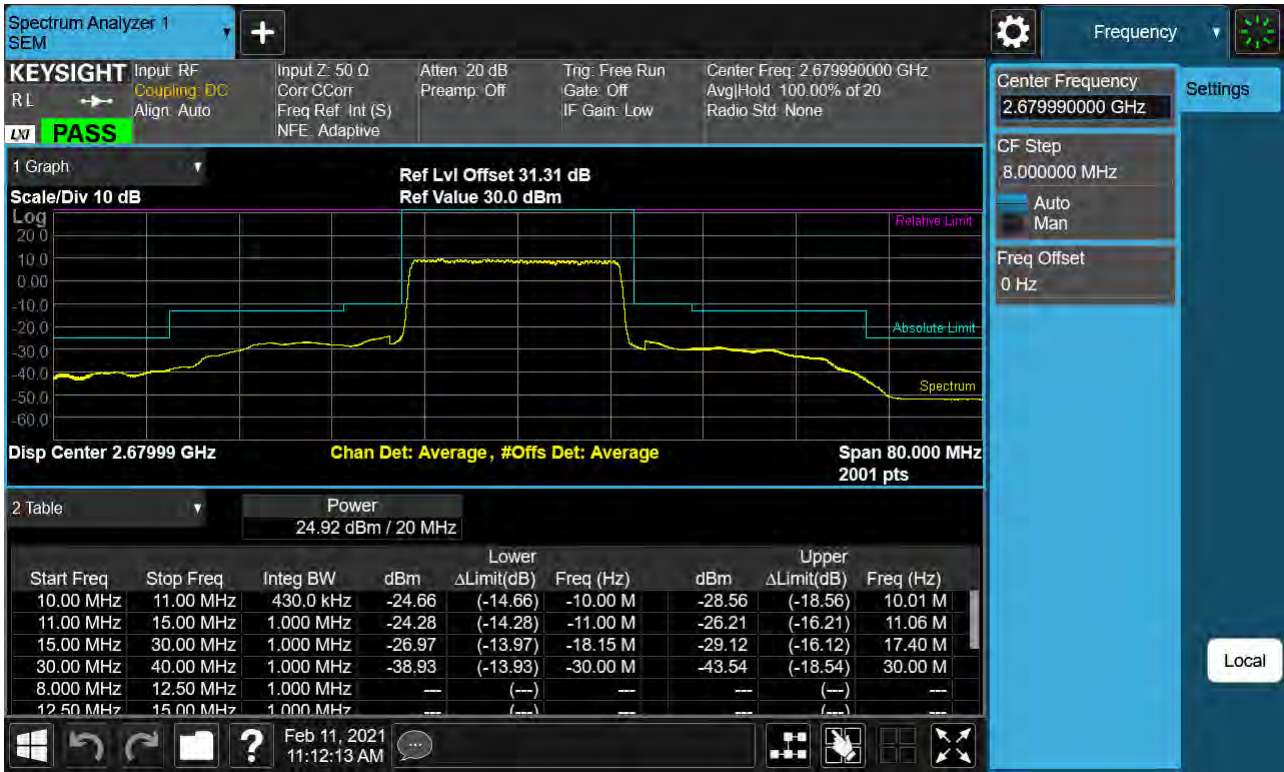 Spectrum Analyzer 1
SEM
Frequency
KEYSIGHT
R L
LXI PASS
Input: RF
Coupling: DC
Align: Auto
Input Z: 50 Ω
Corr CCorr
Freq Ref: Int (S)
NFE: Adaptive
Atten: 20 dB
Preamp: Off
Trig: Free Run
Gate: Off
IF Gain: Low
Center Freq: 2.679990000 GHz
Avg|Hold: 100.00% of 20
Radio Std: None
Center Frequency
2.679990000 GHz
Settings
CF Step
8.000000 MHz
Auto
Man
Freq Offset
0 Hz
1 Graph
Ref Lvl Offset 31.31 dB
Scale/Div 10 dB
Ref Value 30.0 dBm
Log
Relative Limit
20.0
10.0
0.00
-10.0
-20.0
Absolute Limit
-30.0
-40.0
Spectrum
-50.0
-60.0
Disp Center 2.67999 GHz
Chan Det: Average, #Offs Det: Average
Span 80.000 MHz
2001 pts
2 Table
Power
24.92 dBm / 20 MHz
Lower Upper
Start Freq Stop Freq Integ BW dBm ΔLimit(dB) Freq (Hz) dBm ΔLimit(dB) Freq (Hz)
10.00 MHz 11.00 MHz 430.0 kHz -24.66 (-14.66) -10.00 M -28.56 (-18.56) 10.01 M
11.00 MHz 15.00 MHz 1.000 MHz -24.28 (-14.28) -11.00 M -26.21 (-16.21) 11.06 M
15.00 MHz 30.00 MHz 1.000 MHz -26.97 (-13.97) -18.15 M -29.12 (-16.12) 17.40 M
30.00 MHz 40.00 MHz 1.000 MHz -38.93 (-13.93) -30.00 M -43.54 (-18.54) 30.00 M
8.000 MHz 12.50 MHz 1.000 MHz --- (---) --- --- (---) ---
12.50 MHz 15.00 MHz 1.000 MHz --- (---) --- --- (---) ---
Local
Feb 11, 2021
11:12:13 AM